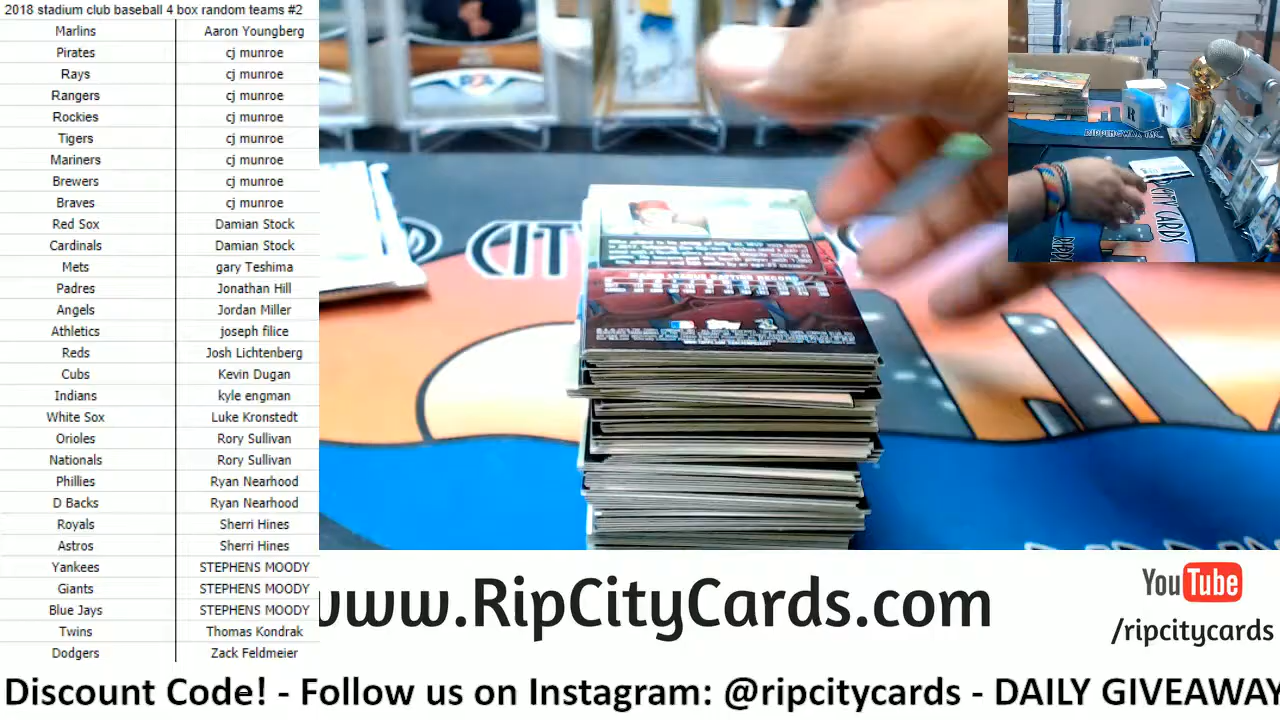 2018 stadium club baseball 4 box random teams #2
Marlins Aaron Youngberg
Pirates cj munroe
Rays cj munroe
Rangers cj munroe
Rockies cj munroe
Tigers cj munroe
Mariners cj munroe
Brewers cj munroe
Braves cj munroe
Red Sox Damian Stock
Cardinals Damian Stock
Mets gary Teshima
Padres Jonathan Hill
Angels Jordan Miller
Athletics joseph filice
Reds Josh Lichtenberg
Cubs Kevin Dugan
Indians kyle engman
White Sox Luke Kronstedt
Orioles Rory Sullivan
Nationals Rory Sullivan
Phillies Ryan Nearhood
D Backs Ryan Nearhood
Royals Sherri Hines
Astros Sherri Hines
Yankees STEPHENS MOODY
Giants STEPHENS MOODY
Blue Jays STEPHENS MOODY
Twins Thomas Kondrak
Dodgers Zack Feldmeier
CIT
R T
RIPPINGWAX INC.
CITY CARDS
www.RipCityCards.com
YouTube
/ripcitycards
Discount Code! - Follow us on Instagram: @ripcitycards - DAILY GIVEAWAY